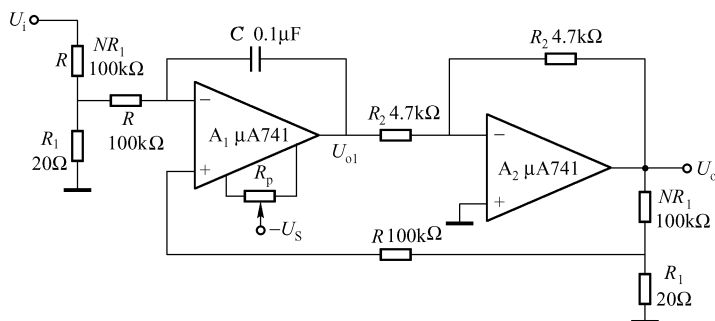 Ui
NR1
R 100kΩ
R
100kΩ
R1
20Ω
C 0.1μF
−
A1 μA741
+
Rp
−US
Uo1
R2 4.7kΩ
R2 4.7kΩ
−
A2 μA741
+
Uo
NR1
100kΩ
R 100kΩ
R1
20Ω